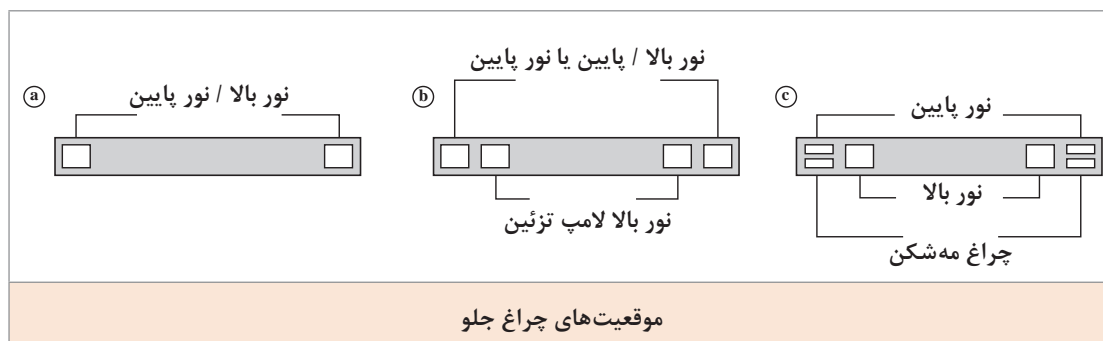 ⓐ
نور بالا / نور پایین
ⓑ
نور بالا / پایین یا نور پایین
نور بالا لامپ تزئین
ⓒ
نور پایین
نور بالا
چراغ مه‌شکن
موقعیت‌های چراغ جلو